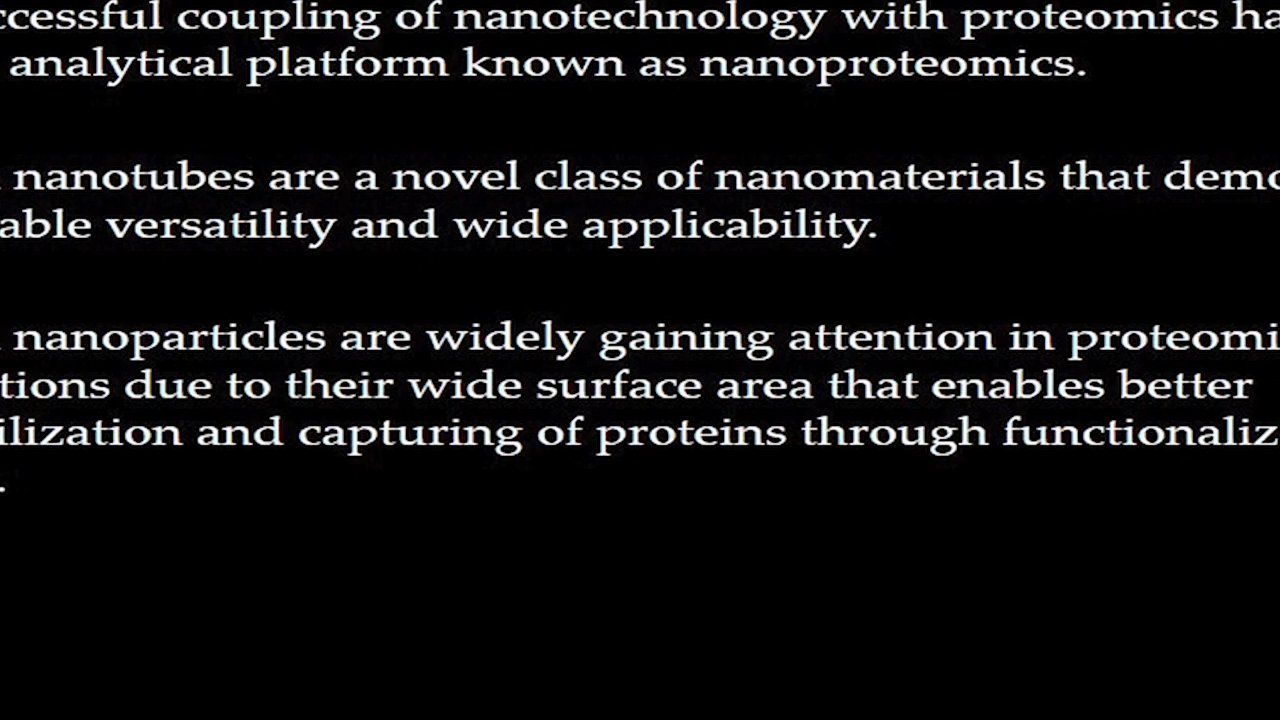 ccessful coupling of nanotechnology with proteomics ha
analytical platform known as nanoproteomics.
nanotubes are a novel class of nanomaterials that demo
able versatility and wide applicability.
nanoparticles are widely gaining attention in proteomi
tions due to their wide surface area that enables better
ilization and capturing of proteins through functionaliz
.